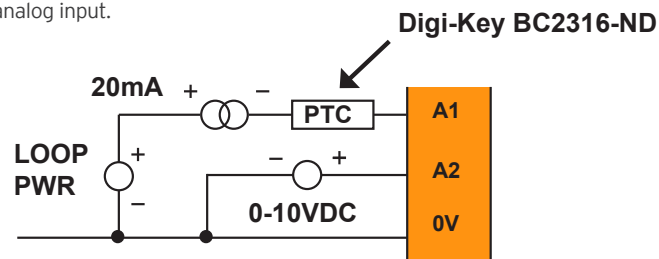 analog input.
Digi-Key BC2316-ND
20mA + −
PTC
A1
LOOP
PWR
+
−
− +
A2
0-10VDC
0V